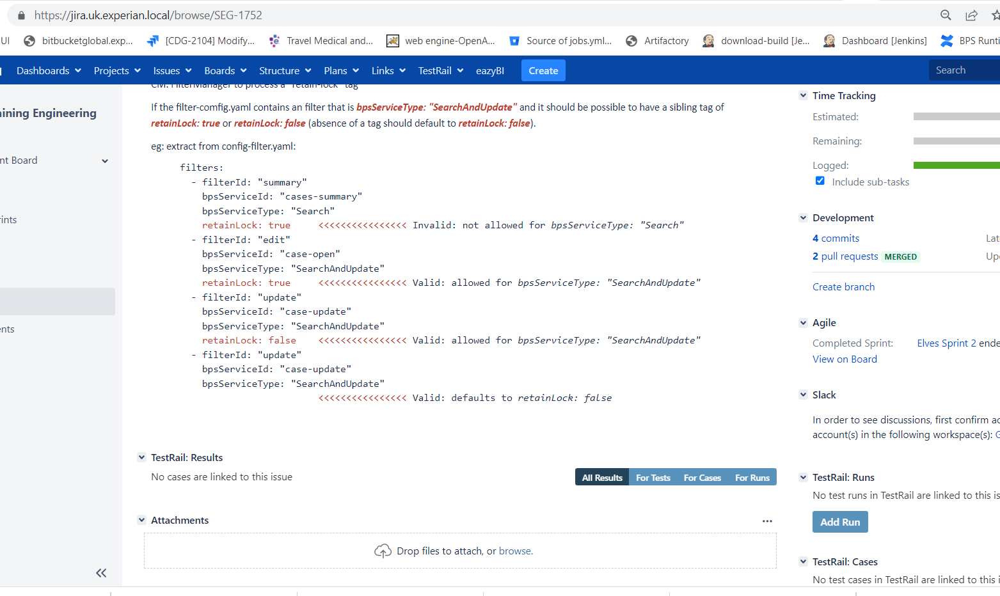 https://jira.uk.experian.local/browse/SEG-1752
UI bitbucketglobal.exp... [CDG-2104] Modify... Travel Medical and... web engine-OpenA... Source of jobs.yml... Artifactory download-build [Je... Dashboard [Jenkins] BPS Runti
Dashboards Projects Issues Boards Structure Plans Links TestRail eazyBI Create Search
CM: FilterManager to process a "retain-lock" tag
ining Engineering
nt Board
ints
ents
If the filter-comfig.yaml contains an filter that is bpsServiceType: "SearchAndUpdate" and it should be possible to have a sibling tag of
retainLock: true or retainLock: false (absence of a tag should default to retainLock: false).
eg: extract from config-filter.yaml:
filters:
- filterId: "summary"
bpsServiceId: "cases-summary"
bpsServiceType: "Search"
retainLock: true <<<<<<<<<<<<<<<< Invalid: not allowed for bpsServiceType: "Search"
- filterId: "edit"
bpsServiceId: "case-open"
bpsServiceType: "SearchAndUpdate"
retainLock: true <<<<<<<<<<<<<<<< Valid: allowed for bpsServiceType: "SearchAndUpdate"
- filterId: "update"
bpsServiceId: "case-update"
bpsServiceType: "SearchAndUpdate"
retainLock: false <<<<<<<<<<<<<<<< Valid: allowed for bpsServiceType: "SearchAndUpdate"
- filterId: "update"
bpsServiceId: "case-update"
bpsServiceType: "SearchAndUpdate"
<<<<<<<<<<<<<<<< Valid: defaults to retainLock: false
TestRail: Results
No cases are linked to this issue
All Results For Tests For Cases For Runs
Attachments
Drop files to attach, or browse.
Time Tracking
Estimated:
Remaining:
Logged:
Include sub-tasks
Development
4 commits Lat
2 pull requests MERGED Up
Create branch
Agile
Completed Sprint: Elves Sprint 2 ende
View on Board
Slack
In order to see discussions, first confirm ac
account(s) in the following workspace(s): G
TestRail: Runs
No test runs in TestRail are linked to this is
Add Run
TestRail: Cases
No test cases in TestRail are linked to this i